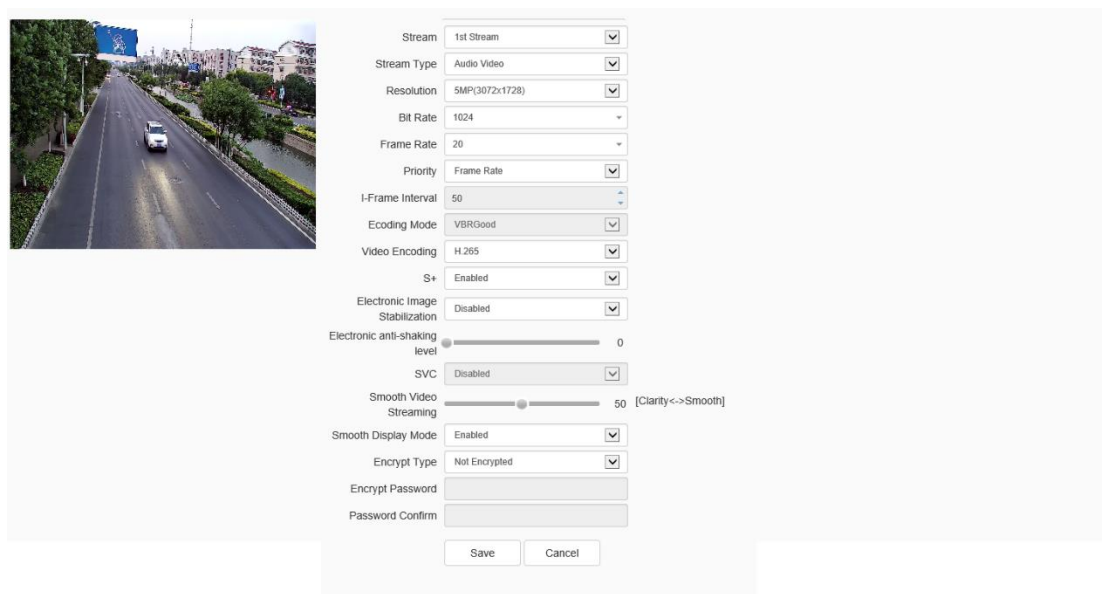 Stream 1st Stream
Stream Type Audio Video
Resolution 5MP(3072x1728)
Bit Rate 1024
Frame Rate 20
Priority Frame Rate
I-Frame Interval 50
Ecoding Mode VBRGood
Video Encoding H.265
S+ Enabled
Electronic Image
Stabilization Disabled
Electronic anti-shaking
level 0
SVC Disabled
Smooth Video
Streaming 50 [Clarity<->Smooth]
Smooth Display Mode Enabled
Encrypt Type Not Encrypted
Encrypt Password
Password Confirm
Save Cancel